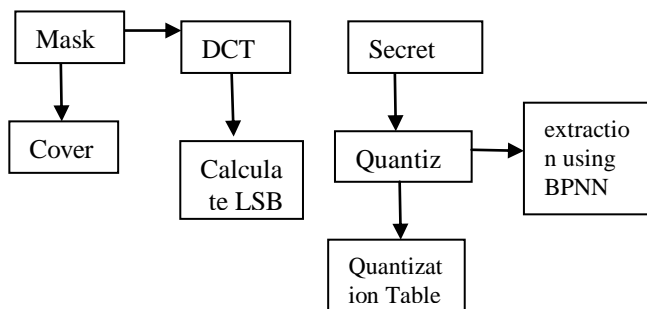 Mask
DCT
Secret
Cover
Calcula
te LSB
Quantiz
extractio
n using
BPNN
Quantizat
ion Table